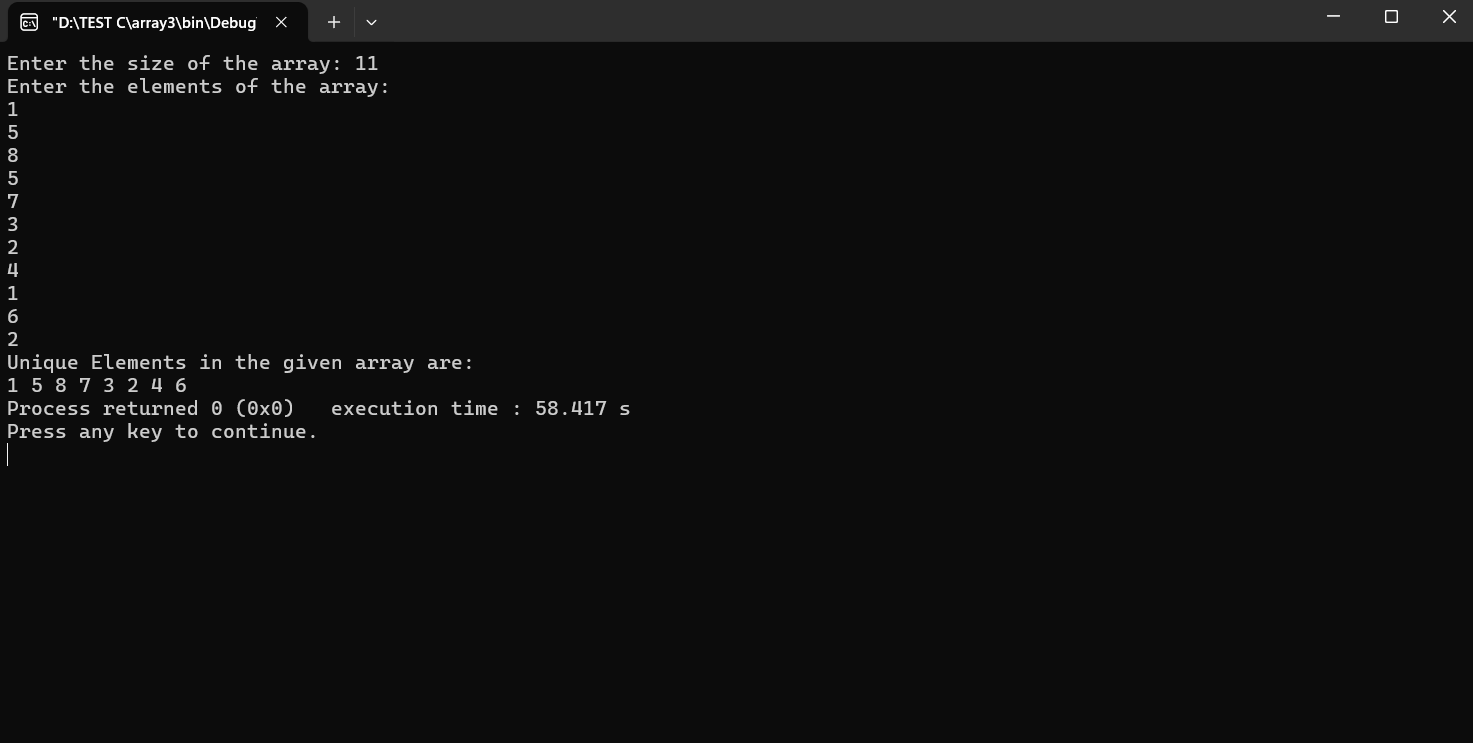 "D:\TEST C\array3\bin\Debug
Enter the size of the array: 11
Enter the elements of the array:
1
5
8
5
7
3
2
4
1
6
2
Unique Elements in the given array are:
1 5 8 7 3 2 4 6
Process returned 0 (0x0)   execution time : 58.417 s
Press any key to continue.